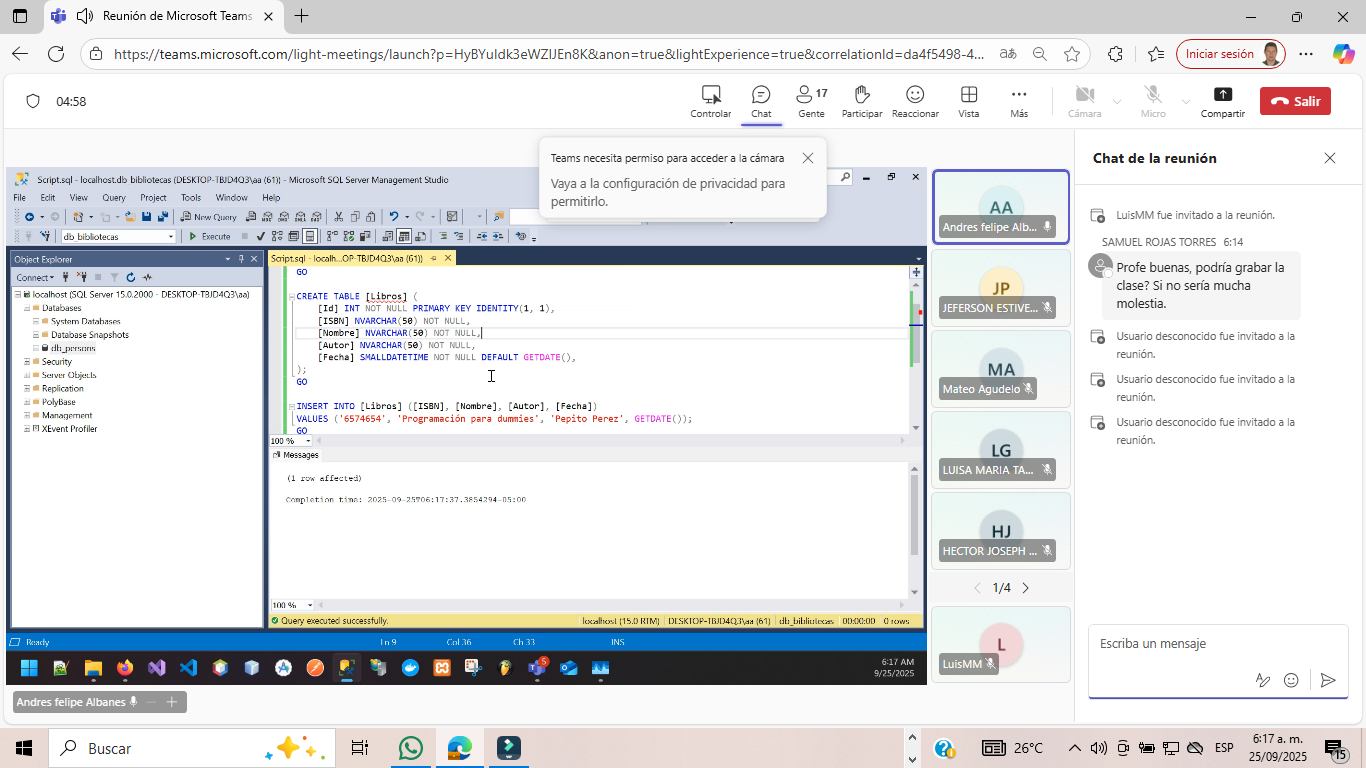 Reunión de Microsoft Teams
https://teams.microsoft.com/light-meetings/launch?p=HyBYuIdk3eWZIJEn8K&anon=true&lightExperience=true&correlationId=da4f5498-4...
Iniciar sesión
04:58
Controlar
Chat
17
Gente
Participar
Reaccionar
Vista
Más
Cámara
Micro
Compartir
Salir
Teams necesita permiso para acceder a la cámara
Vaya a la configuración de privacidad para
permitirlo.
Script.sql - localhost.db_bibliotecas (DESKTOP-TBJD4Q3\aa (61)) - Microsoft SQL Server Management Studio
File Edit View Query Project Tools Window Help
New Query
db_bibliotecas
Execute
Object Explorer
Connect
localhost (SQL Server 15.0.2000 - DESKTOP-TBJD4Q3\aa)
Databases
System Databases
Database Snapshots
db_persons
Security
Server Objects
Replication
PolyBase
Management
XEvent Profiler
Script.sql - localh...OP-TBJD4Q3\aa (61))
GO
CREATE TABLE [Libros] (
[Id] INT NOT NULL PRIMARY KEY IDENTITY(1, 1),
[ISBN] NVARCHAR(50) NOT NULL,
[Nombre] NVARCHAR(50) NOT NULL,
[Autor] NVARCHAR(50) NOT NULL,
[Fecha] SMALLDATETIME NOT NULL DEFAULT GETDATE(),
);
GO
INSERT INTO [Libros] ([ISBN], [Nombre], [Autor], [Fecha])
VALUES ('6574654', 'Programación para dummies', 'Pepito Perez', GETDATE());
GO
100 %
Messages
(1 row affected)
Completion time: 2025-09-25T06:17:37.3854294-05:00
100 %
Query executed successfully.
localhost (15.0 RTM) DESKTOP-TBJD4Q3\aa (61) db_bibliotecas 00:00:00 0 rows
Ready
Ln 9
Col 36
Ch 33
INS
5
6:17 AM
9/25/2025
Andres felipe Albanes
AA
Andres felipe Alb...
JP
JEFERSON ESTIVE...
MA
Mateo Agudelo
LG
LUISA MARIA TA...
HJ
HECTOR JOSEPH ...
1/4
L
LuisMM
Chat de la reunión
LuisMM fue invitado a la reunión.
SAMUEL ROJAS TORRES 6:14
Profe buenas, podría grabar la
clase? Si no sería mucha
molestia.
Usuario desconocido fue invitado a la
reunión.
Usuario desconocido fue invitado a la
reunión.
Usuario desconocido fue invitado a la
reunión.
Escriba un mensaje
Buscar
26°C
ESP
6:17 a. m.
25/09/2025
15